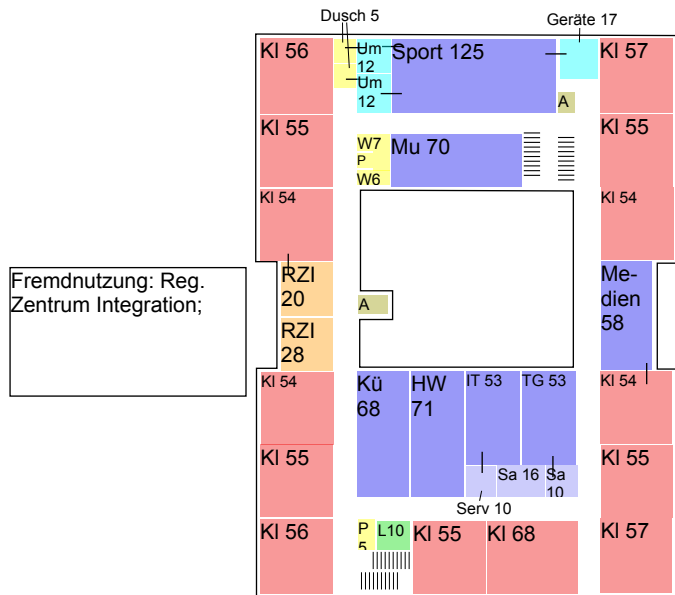 Dusch 5
Geräte 17
Kl 56
Um
12
Sport 125
Kl 57
Um
12
A
Kl 55
W7
P
Mu 70
Kl 55
W6
Kl 54
Kl 54
Fremdnutzung: Reg.
Zentrum Integration;
RZI
20
Me-
dien
58
A
RZI
28
Kl 54
Kü
68
HW
71
IT 53
TG 53
Kl 54
Kl 55
Kl 55
Sa 16
Sa
10
Serv 10
Kl 56
P
5
L10
Kl 55
Kl 68
Kl 57